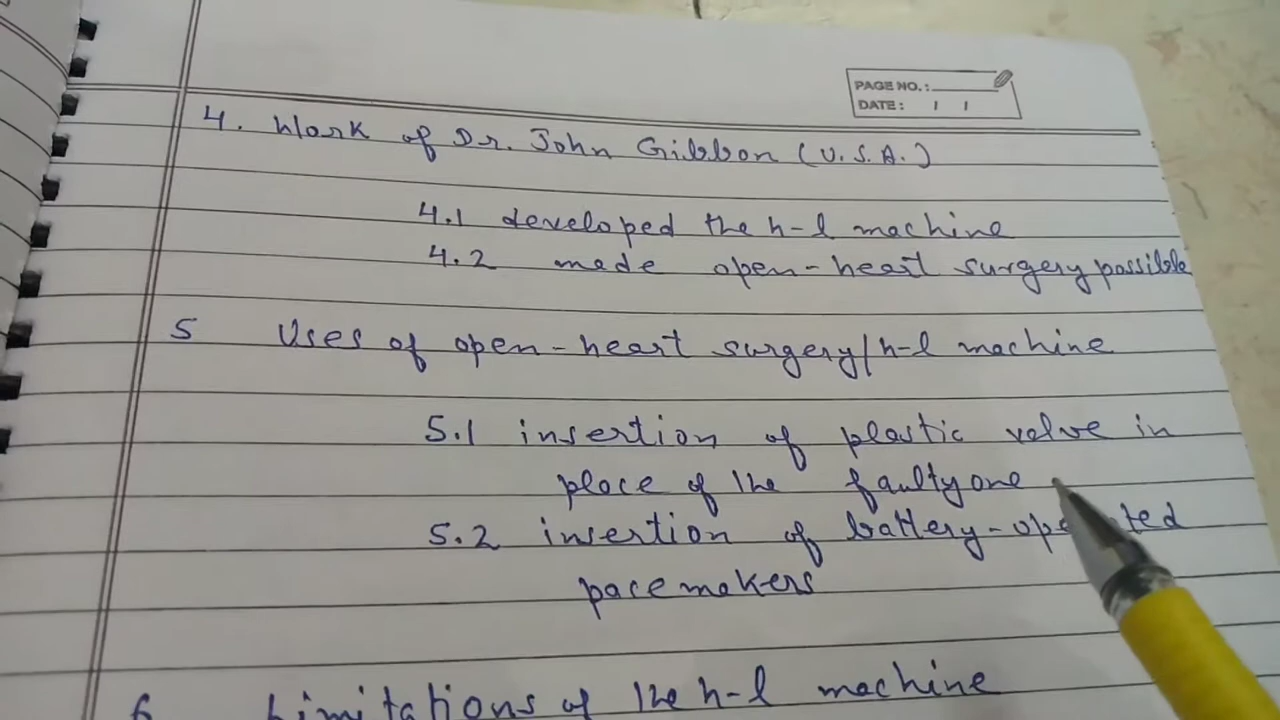 PAGE NO.:
DATE: / /
4. Work of Dr. John Gibbon (U.S.A.)
4.1 developed the h-l machine
4.2 made open-heart surgery possible
5 Uses of open-heart surgery/h-l machine
5.1 insertion of plastic valve in
place of the faulty one
5.2 insertion of battery-operated
pacemakers
6 Limitations of the h-l machine